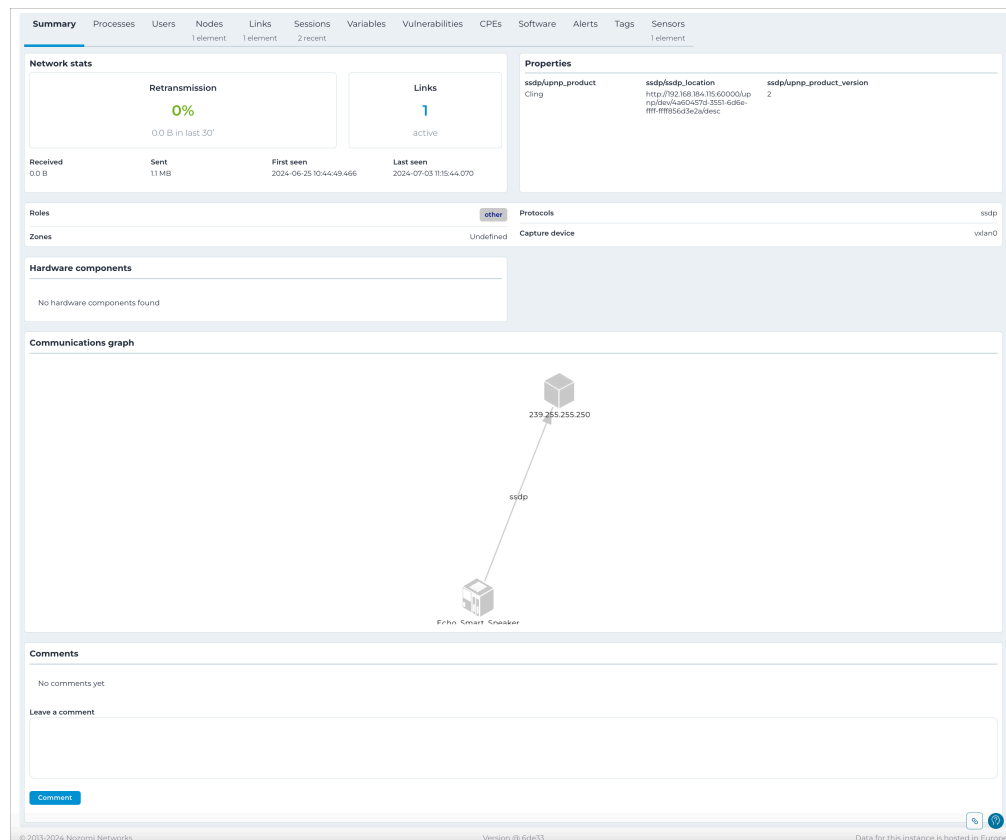 Summary Processes Users Nodes Links Sessions Variables Vulnerabilities CPEs Software Alerts Tags Sensors
1 element 1 element 2 recent 1 element
Network stats
Retransmission
0%
0.0 B in last 30'
Links
1
active
Received Sent First seen Last seen
0.0 B 1.1 MB 2024-06-25 10:44:49.466 2024-07-03 11:15:44.070
Properties
ssdp/upnp_product ssdp/ssdp_location ssdp/upnp_product_version
Cling http://192.168.184.115:60000/up 2
np/dev/4a60457d-3551-6d6e-
ffff-ffff856d3e2a/desc
Roles other
Zones Undefined
Protocols ssdp
Capture device vxlan0
Hardware components
No hardware components found
Communications graph
239.255.255.250
ssdp
Echo_Smart_Speaker
Comments
No comments yet
Leave a comment
Comment
© 2013-2024 Nozomi Networks Version @ 6de33 Data for this instance is hosted in Europe